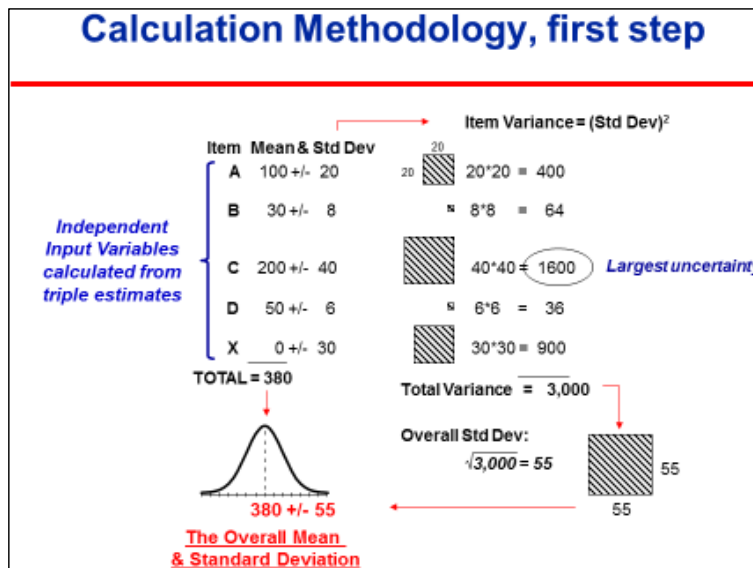 Calculation Methodology, first step
Item Variance = (Std Dev)²
Item Mean & Std Dev
20
A 100 +/- 20 20 20*20 = 400
B 30 +/- 8 8*8 = 64
Independent
Input Variables
calculated from
triple estimates
C 200 +/- 40 40*40 = 1600 Largest uncertainty
D 50 +/- 6 6*6 = 36
X 0 +/- 30 30*30 = 900
TOTAL = 380 Total Variance = 3,000
Overall Std Dev:
√3,000 = 55 55
55
380 +/- 55
The Overall Mean
& Standard Deviation